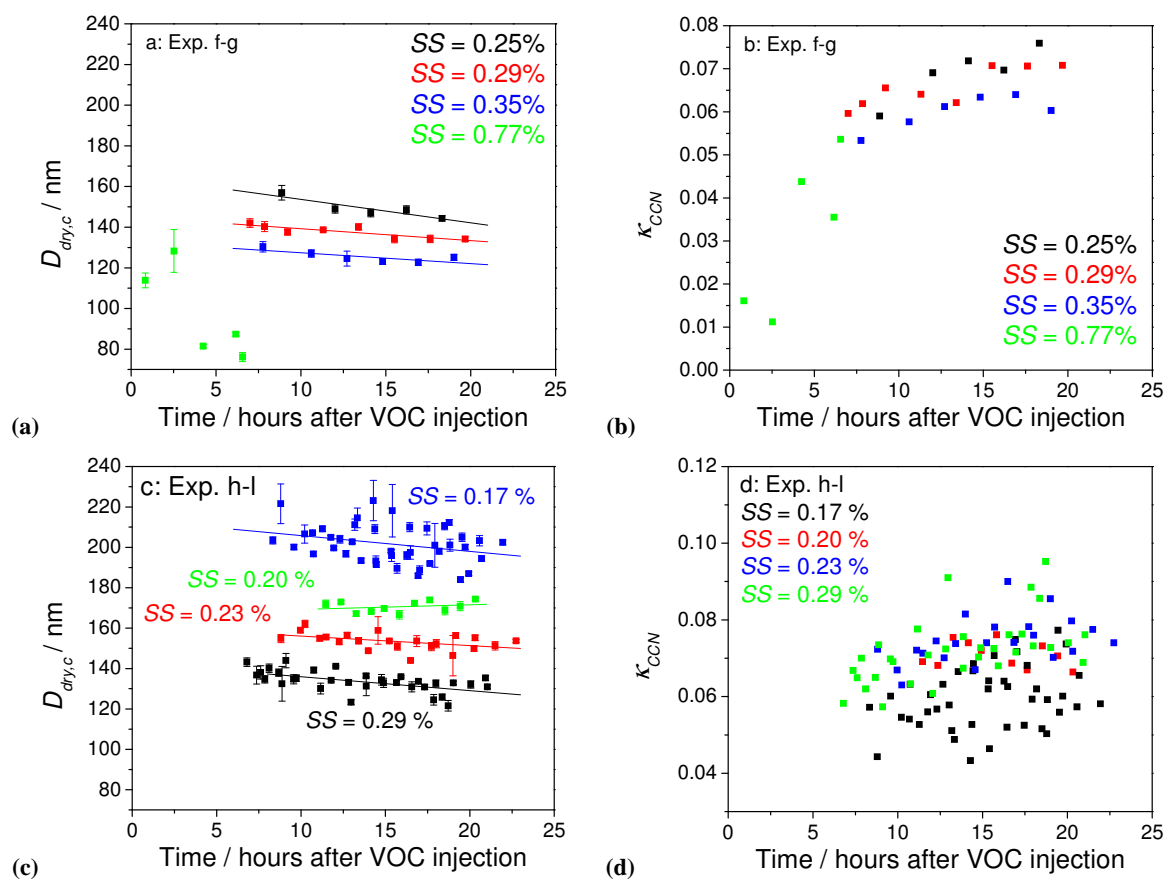 a: Exp. f-g
SS = 0.25%
SS = 0.29%
SS = 0.35%
SS = 0.77%
240
220
200
180
160
140
120
100
80
D_dry,c / nm
0 5 10 15 20 25
Time / hours after VOC injection
(a)
b: Exp. f-g
0.08
0.07
0.06
0.05
0.04
0.03
0.02
0.01
0.00
κ_CCN
SS = 0.25%
SS = 0.29%
SS = 0.35%
SS = 0.77%
0 5 10 15 20 25
Time / hours after VOC injection
(b)
c: Exp. h-l
SS = 0.17 %
SS = 0.20 %
SS = 0.23 %
SS = 0.29 %
240
220
200
180
160
140
120
100
80
D_dry,c / nm
0 5 10 15 20 25
Time / hours after VOC injection
(c)
d: Exp. h-l
SS = 0.17 %
SS = 0.20 %
SS = 0.23 %
SS = 0.29 %
0.12
0.10
0.08
0.06
0.04
κ_CCN
0 5 10 15 20 25
Time / hours after VOC injection
(d)